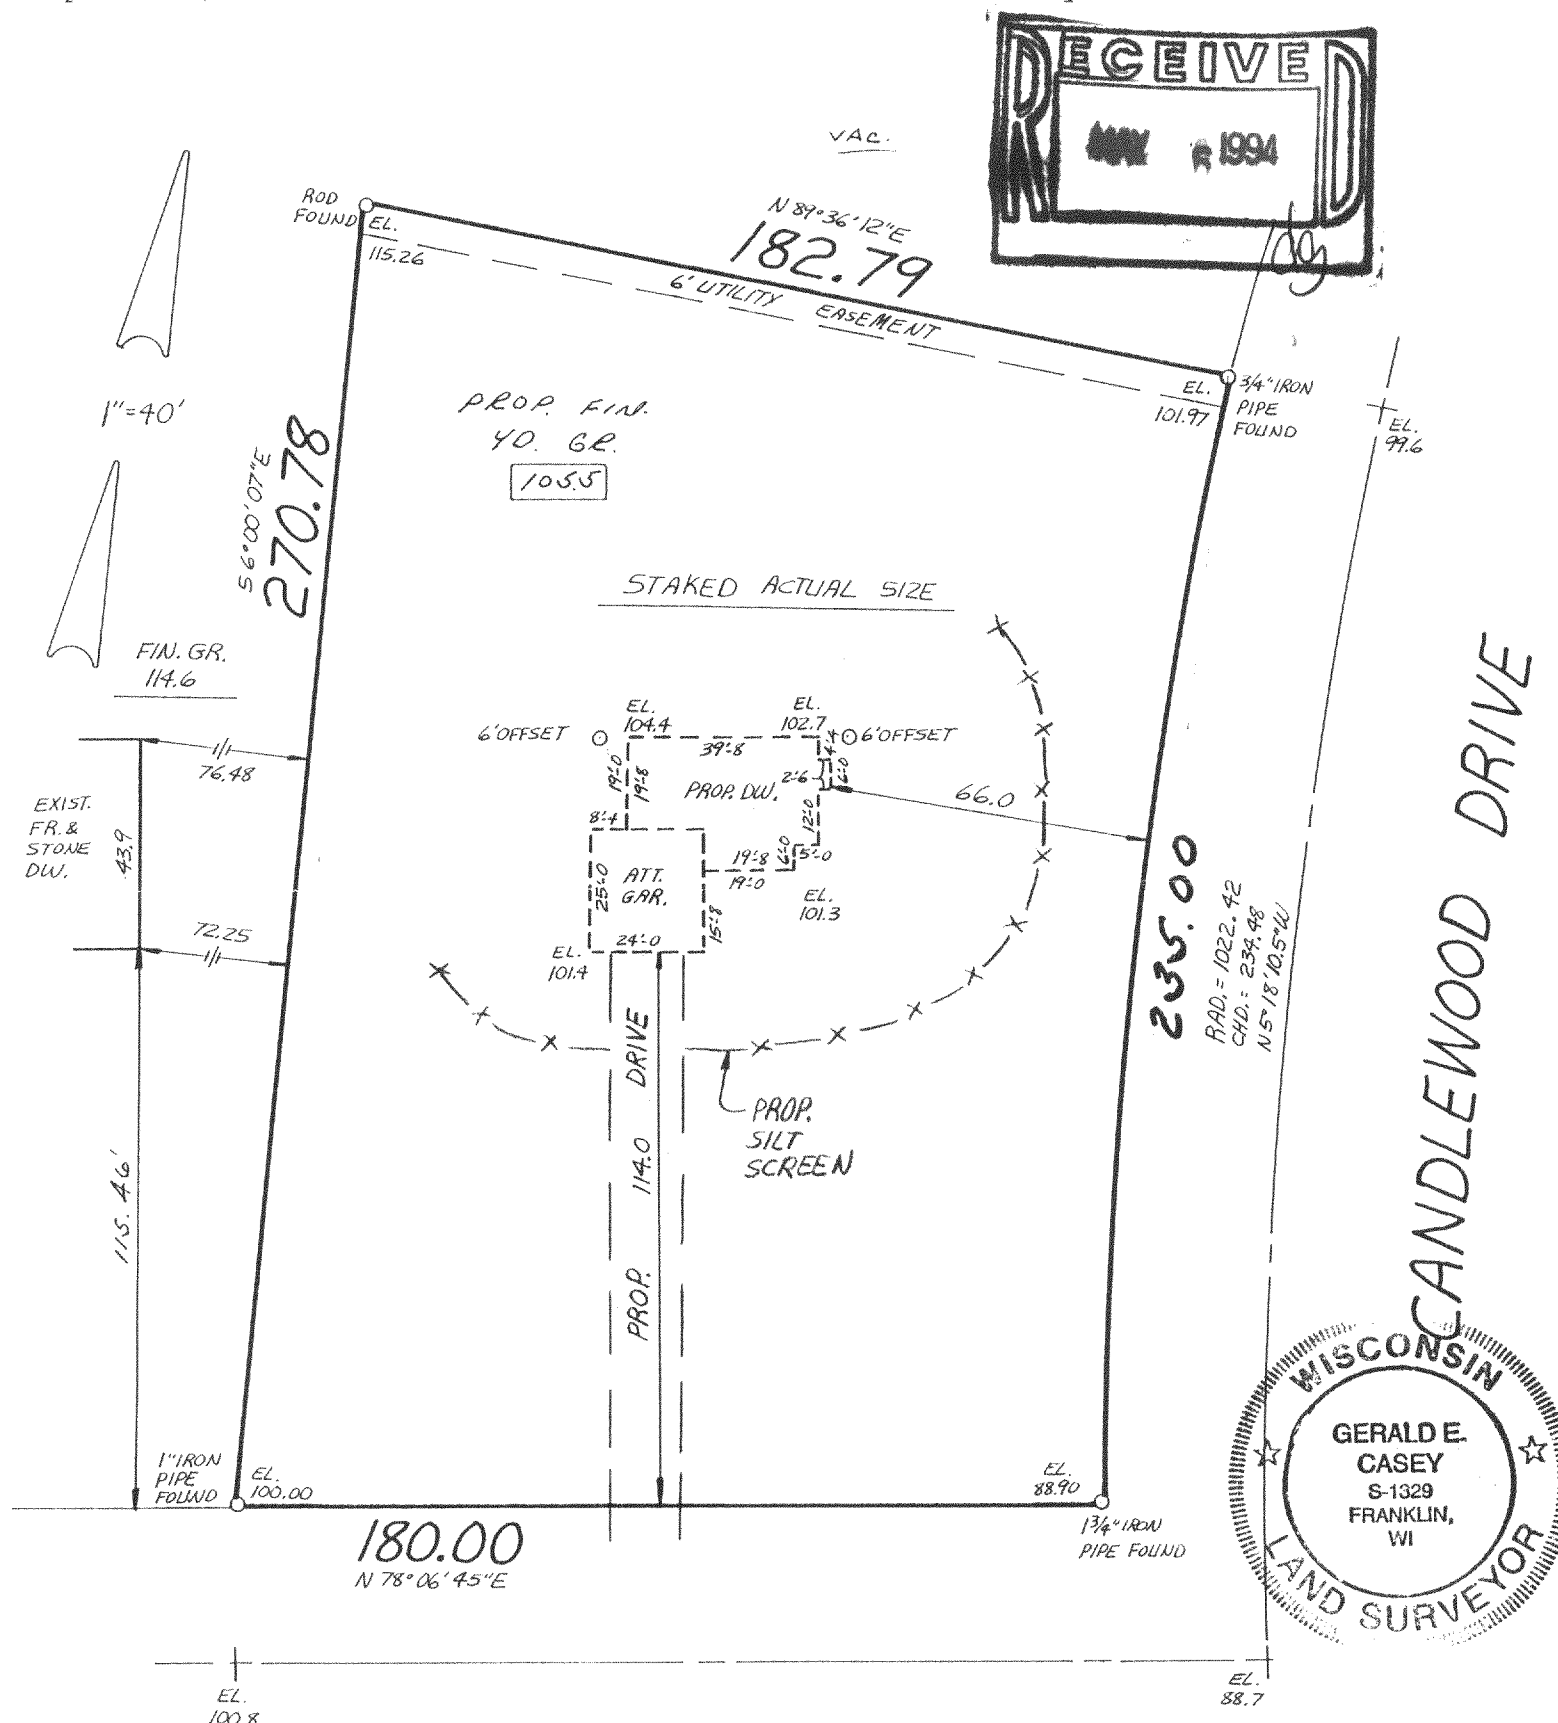 RECEIVED
1994
VAC.
ROD
FOUND
EL.
115.26
N 89°36'12"E
182.79
6' UTILITY EASEMENT
EL.
101.97
3/4" IRON
PIPE
FOUND
EL.
99.6
1"=40'
PROP. FIN.
YD. GR.
105.5
S 6°00'07"E
270.78
STAKED ACTUAL SIZE
FIN. GR.
114.6
76.48
EXIST.
FR. &
STONE
DW.
43.9
72.25
115.46'
6' OFFSET
EL.
104.4
EL.
102.7
6' OFFSET
39'-8
4'-4
19'-0
19'-8
PROP. DW.
2'-6
6'-0
66.0
8'-4
12'-0
25'-0
ATT.
GAR.
19'-8
19'-0
6'-0
5'-0
15'-8
EL.
101.3
24'-0
EL.
101.4
PROP. 114.0 DRIVE
PROP.
SILT
SCREEN
235.00
RAD. = 1022.42
CHD. = 234.48
N 5°18'10.5"W
CANDLEWOOD DRIVE
1" IRON
PIPE
FOUND
EL.
100.00
EL.
88.90
1 3/4" IRON
PIPE FOUND
180.00
N 78°06'45"E
WISCONSIN
GERALD E.
CASEY
S-1329
FRANKLIN,
WI
LAND SURVEYOR
EL.
100.8
EL.
88.7